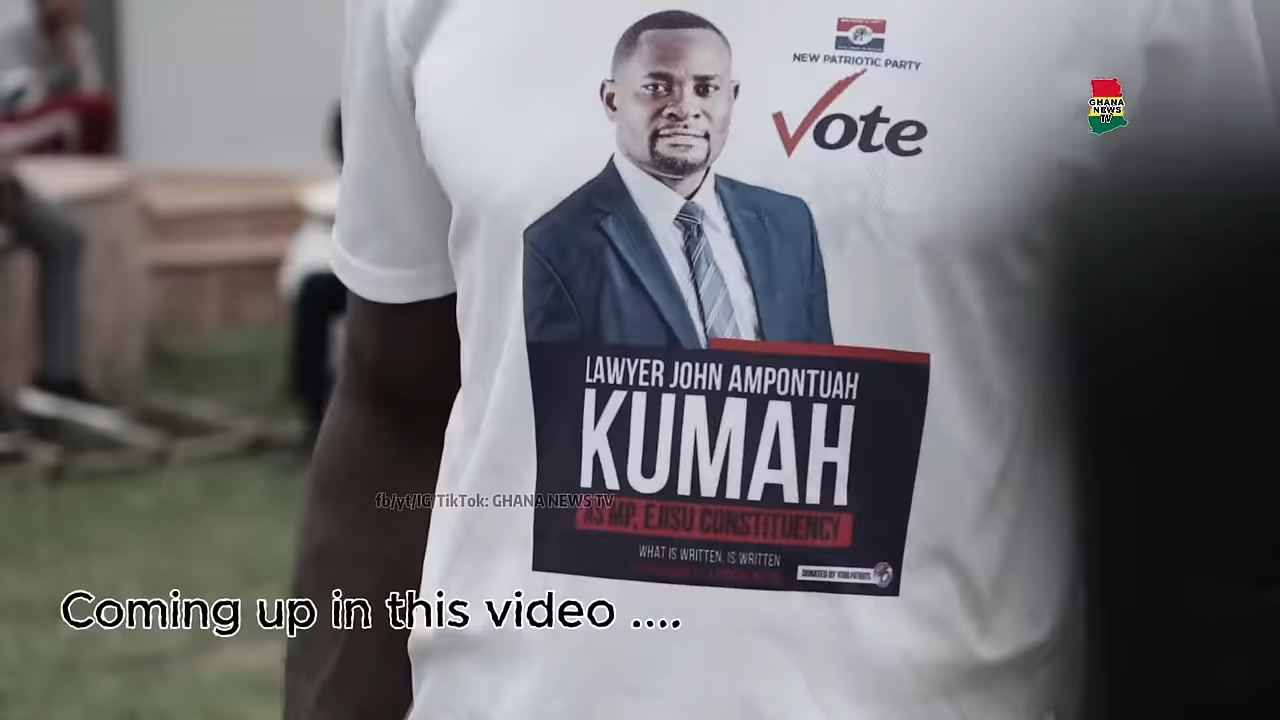 NEW PATRIOTIC PARTY
Vote
GHANA
NEWS
TV
LAWYER JOHN AMPONTUAH
KUMAH
fb/yt/IG/TikTok: GHANA NEWS TV
AS MP, EJISU CONSTITUENCY
WHAT IS WRITTEN, IS WRITTEN
DONATED BY
Coming up in this video ....